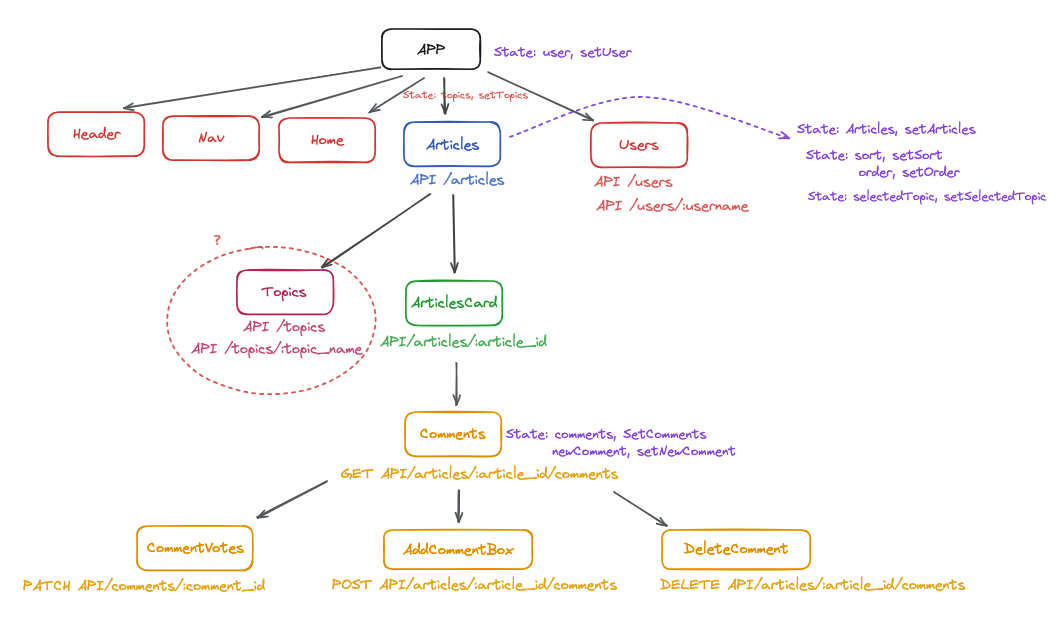 APP
State: user, setUser
State: topics, setTopics
Header
Nav
Home
Articles
API /articles
Users
API /users
API /users/:username
State: Articles, setArticles
State: sort, setSort
order, setOrder
State: selectedTopic, setSelectedTopic
?
Topics
API /topics
API /topics/:topic_name
ArticlesCard
API/articles/:article_id
Comments
State: comments, SetComments
newComment, setNewComment
GET API/articles/:article_id/comments
CommentVotes
PATCH API/comments/:comment_id
AddCommentBox
POST API/articles/:article_id/comments
DeleteComment
DELETE API/articles/:article_id/comments